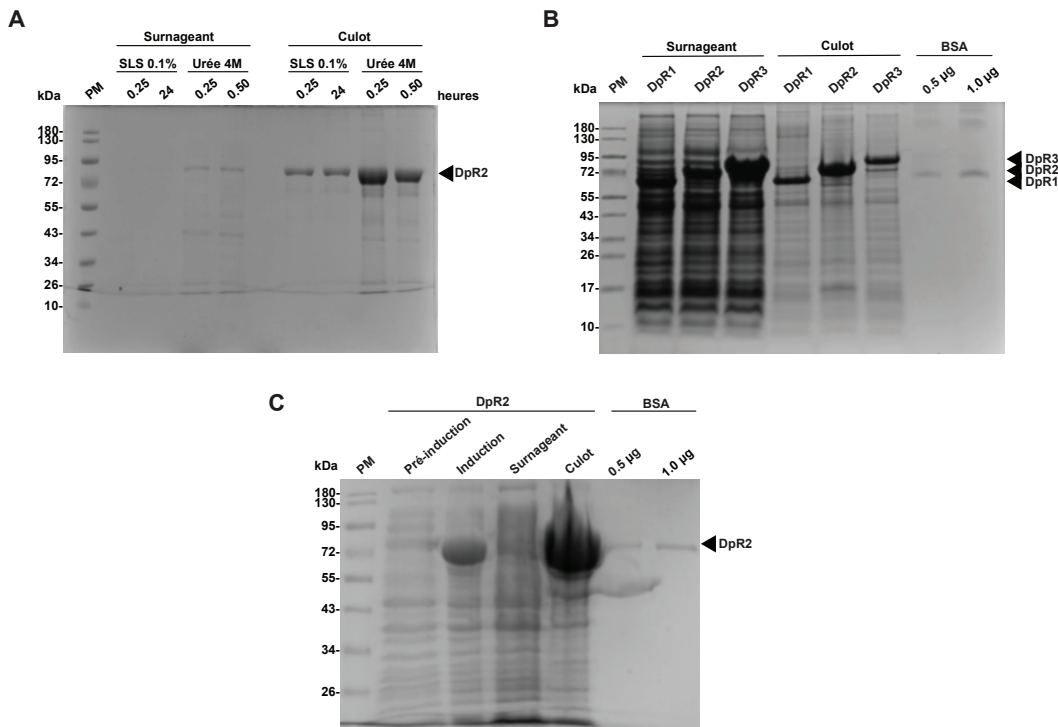 A
Surnageant Culot
SLS 0.1% Urée 4M SLS 0.1% Urée 4M
kDa PM 0.25 24 0.25 0.50 0.25 24 0.25 0.50 heures
180-
130-
95-
72-
55-
43-
34-
26-
10-
DpR2
B
Surnageant Culot BSA
kDa PM DpR1 DpR2 DpR3 DpR1 DpR2 DpR3 0.5 µg 1.0 µg
180-
130-
95-
72-
55-
43-
34-
26-
17-
10-
DpR3
DpR2
DpR1
C
DpR2 BSA
kDa PM Pré-induction Induction Surnageant Culot 0.5 µg 1.0 µg
180-
130-
95-
72-
55-
43-
34-
26-
DpR2